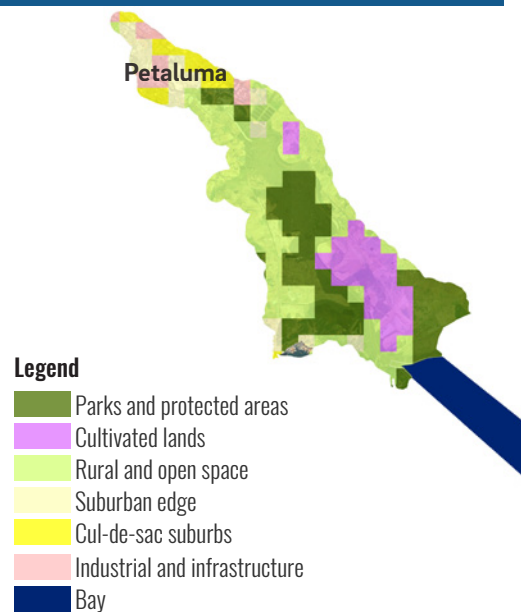 Petaluma
Legend
Parks and protected areas
Cultivated lands
Rural and open space
Suburban edge
Cul-de-sac suburbs
Industrial and infrastructure
Bay